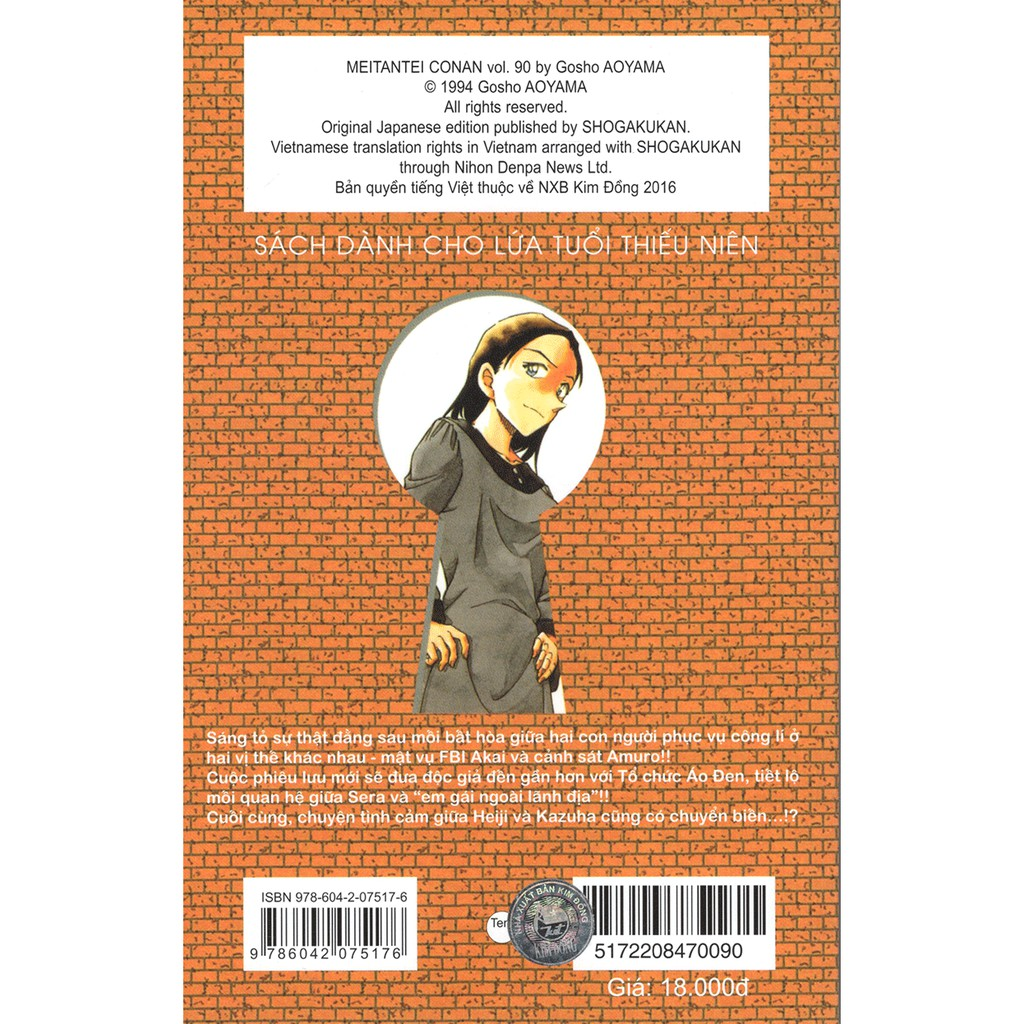 MEITANTEI CONAN vol. 90 by Gosho AOYAMA
© 1994 Gosho AOYAMA
All rights reserved.
Original Japanese edition published by SHOGAKUKAN.
Vietnamese translation rights in Vietnam arranged with SHOGAKUKAN
through Nihon Denpa News Ltd.
Bản quyền tiếng Việt thuộc về NXB Kim Đồng 2016
SÁCH DÀNH CHO LỨA TUỔI THIẾU NIÊN
Sáng tỏ sự thật đằng sau mối bất hòa giữa hai con người phục vụ công lí ở
hai vị thế khác nhau - mật vụ FBI Akai và cảnh sát Amuro!!
Cuộc phiêu lưu mới sẽ đưa độc giả đến gần hơn với Tổ chức Áo Đen, tiết lộ
mối quan hệ giữa Sera và “em gái ngoài lãnh địa”!!
Cuối cùng, chuyện tình cảm giữa Heiji và Kazuha cũng có chuyển biến...!?
ISBN 978-604-2-07517-6
9 786042 075176
NHÀ XUẤT BẢN KIM ĐỒNG
KIM ĐỒNG
5172208470090
Giá: 18.000đ